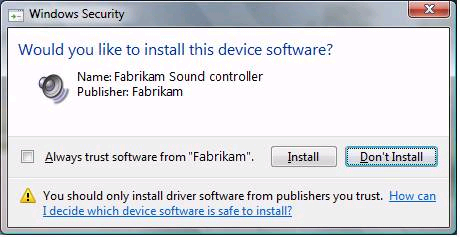 Windows Security
Would you like to install this device software?
Name: Fabrikam Sound controller
Publisher: Fabrikam
Always trust software from "Fabrikam".
Install
Don't Install
You should only install driver software from publishers you trust. How can
I decide which device software is safe to install?